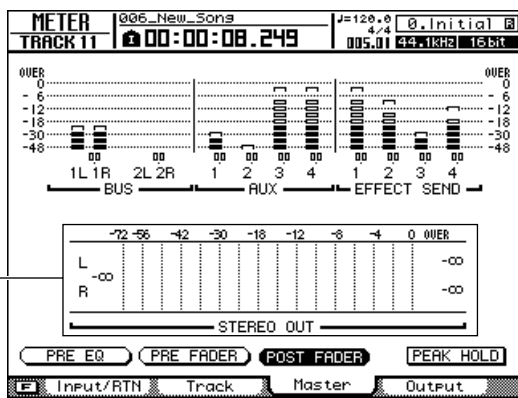 METER
TRACK 11
006_New_Song
00:00:08.249
♩=120.0
4/4
005.01
0.Initial
44.1kHz 16bit
OVER OVER
0 0
- 6 - 6
-12 -12
-18 -18
-30 -30
-48 -48
1L 1R 2L 2R 1 2 3 4 1 2 3 4
BUS AUX EFFECT SEND
-72 -56 -42 -30 -18 -12 -8 -4 0 OVER
L
-∞ -∞
R -∞
STEREO OUT
PRE EQ PRE FADER POST FADER PEAK HOLD
F Input/RTN Track Master Output